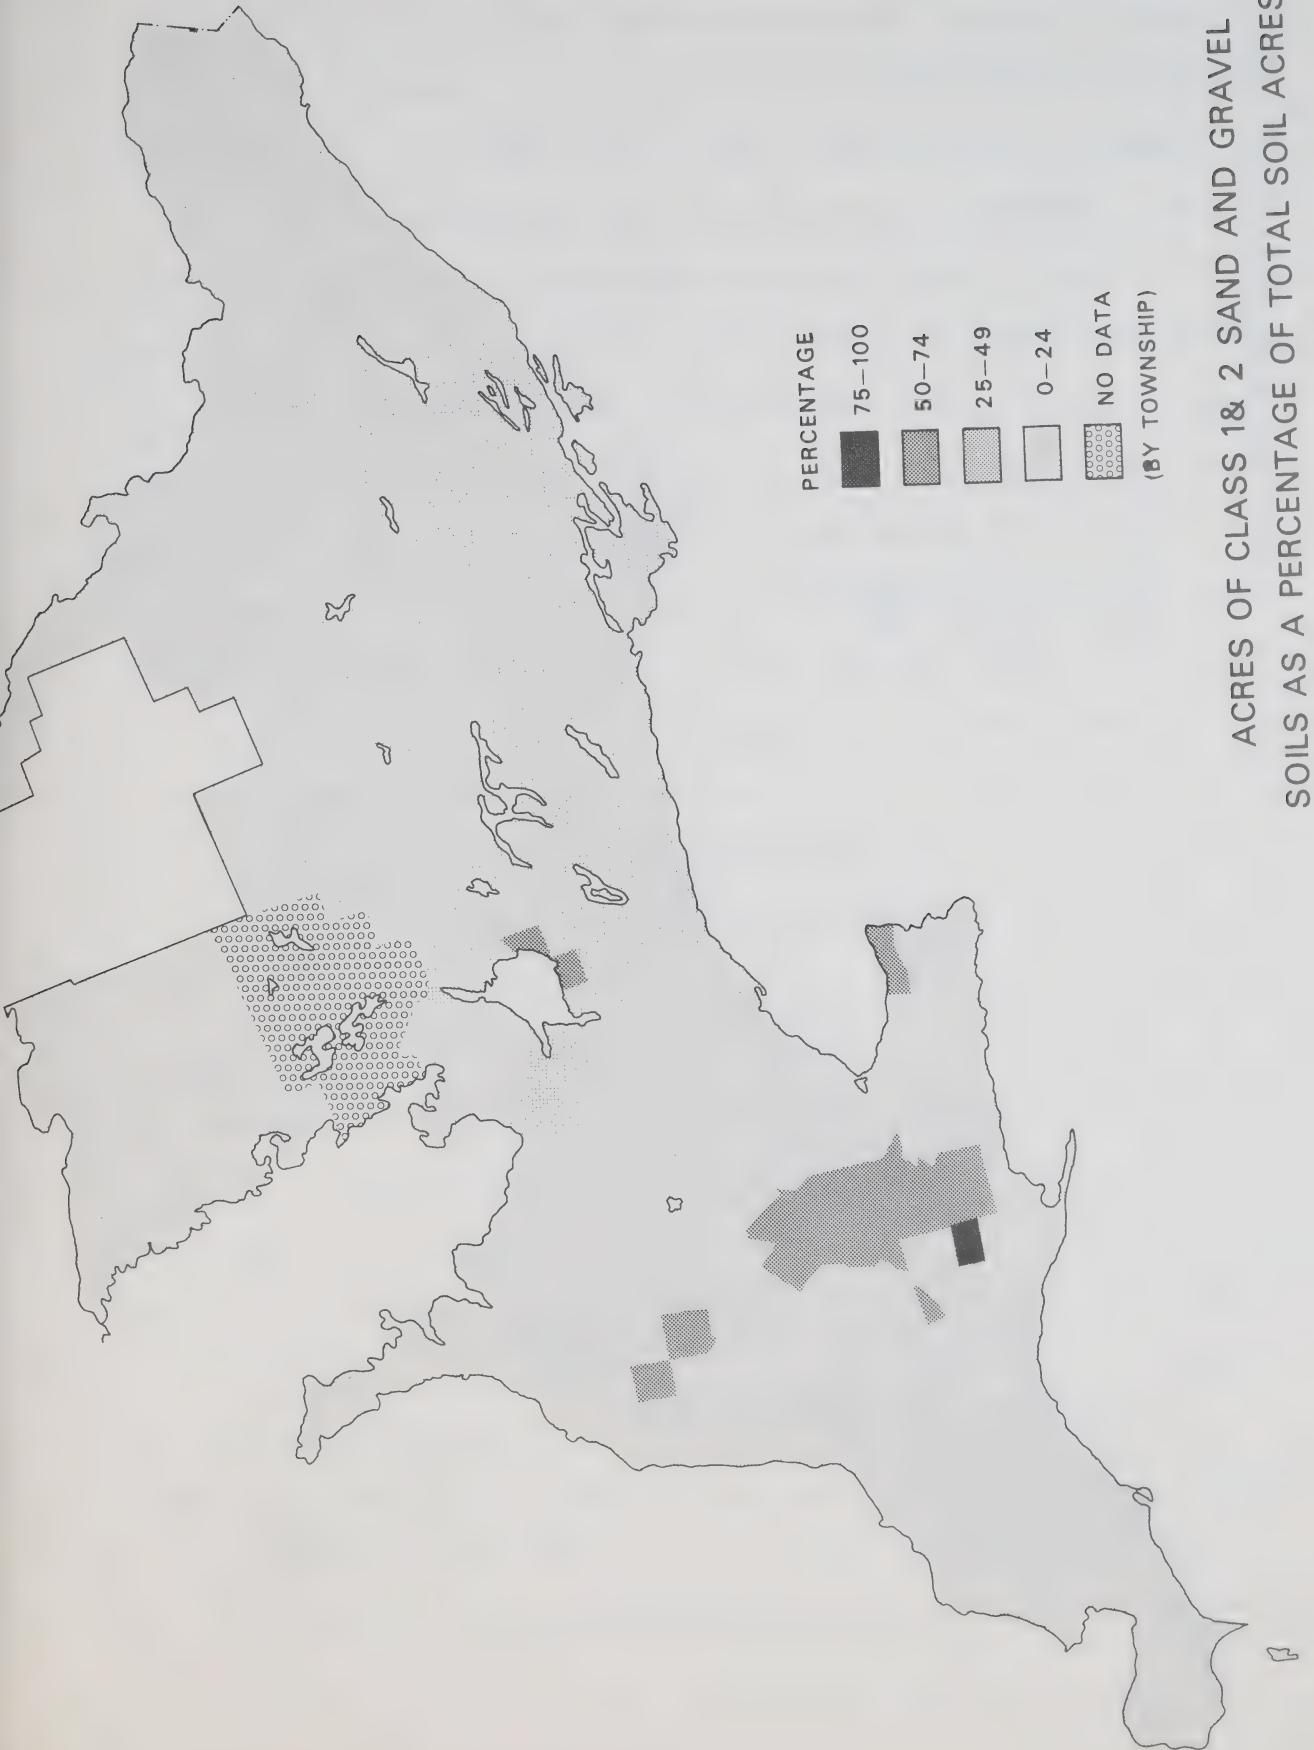 PERCENTAGE
75–100
50–74
25–49
0–24
NO DATA
(BY TOWNSHIP)
ACRES OF CLASS 1& 2 SAND AND GRAVEL
SOILS AS A PERCENTAGE OF TOTAL SOIL ACRES